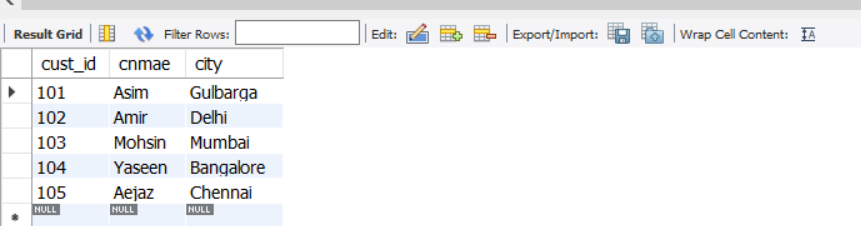 Result Grid Filter Rows: Edit: Export/Import: Wrap Cell Content: IA
cust_id cnmae city
101 Asim Gulbarga
102 Amir Delhi
103 Mohsin Mumbai
104 Yaseen Bangalore
105 Aejaz Chennai
NULL NULL NULL